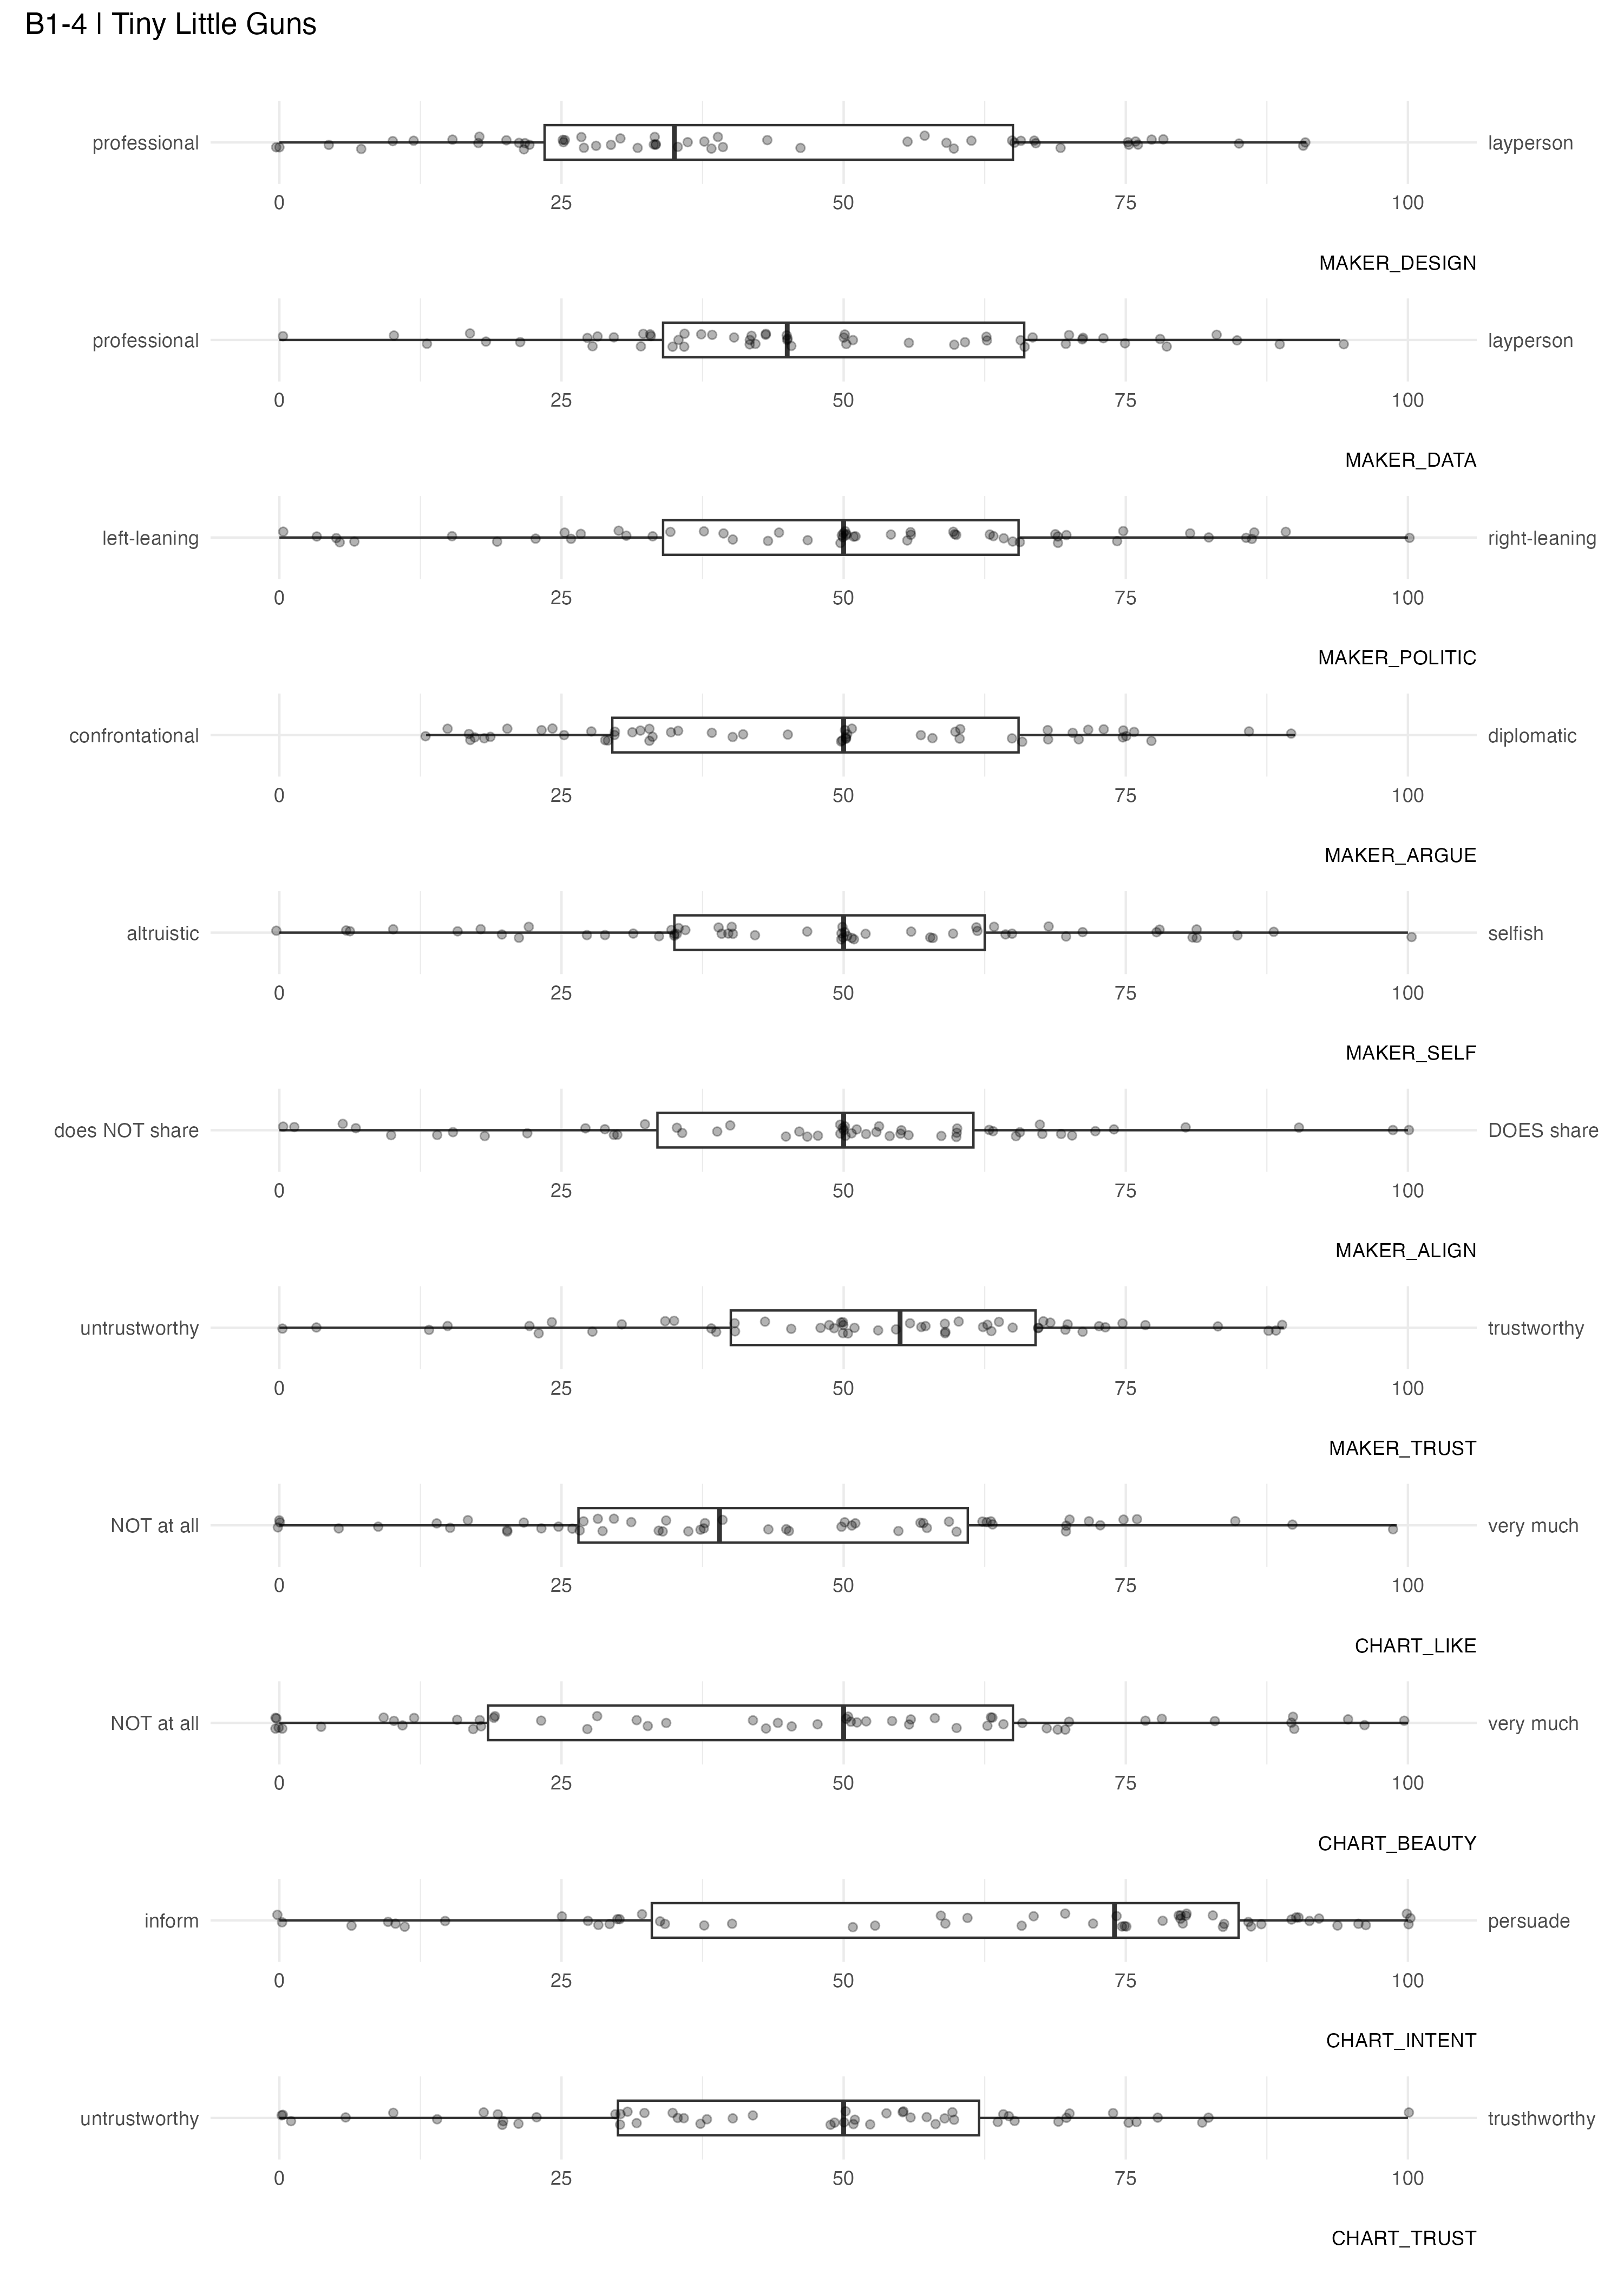 B1-4 | Tiny Little Guns
professional layperson
0 25 50 75 100
MAKER_DESIGN
professional layperson
0 25 50 75 100
MAKER_DATA
left-leaning right-leaning
0 25 50 75 100
MAKER_POLITIC
confrontational diplomatic
0 25 50 75 100
MAKER_ARGUE
altruistic selfish
0 25 50 75 100
MAKER_SELF
does NOT share DOES share
0 25 50 75 100
MAKER_ALIGN
untrustworthy trustworthy
0 25 50 75 100
MAKER_TRUST
NOT at all very much
0 25 50 75 100
CHART_LIKE
NOT at all very much
0 25 50 75 100
CHART_BEAUTY
inform persuade
0 25 50 75 100
CHART_INTENT
untrustworthy trusthworthy
0 25 50 75 100
CHART_TRUST